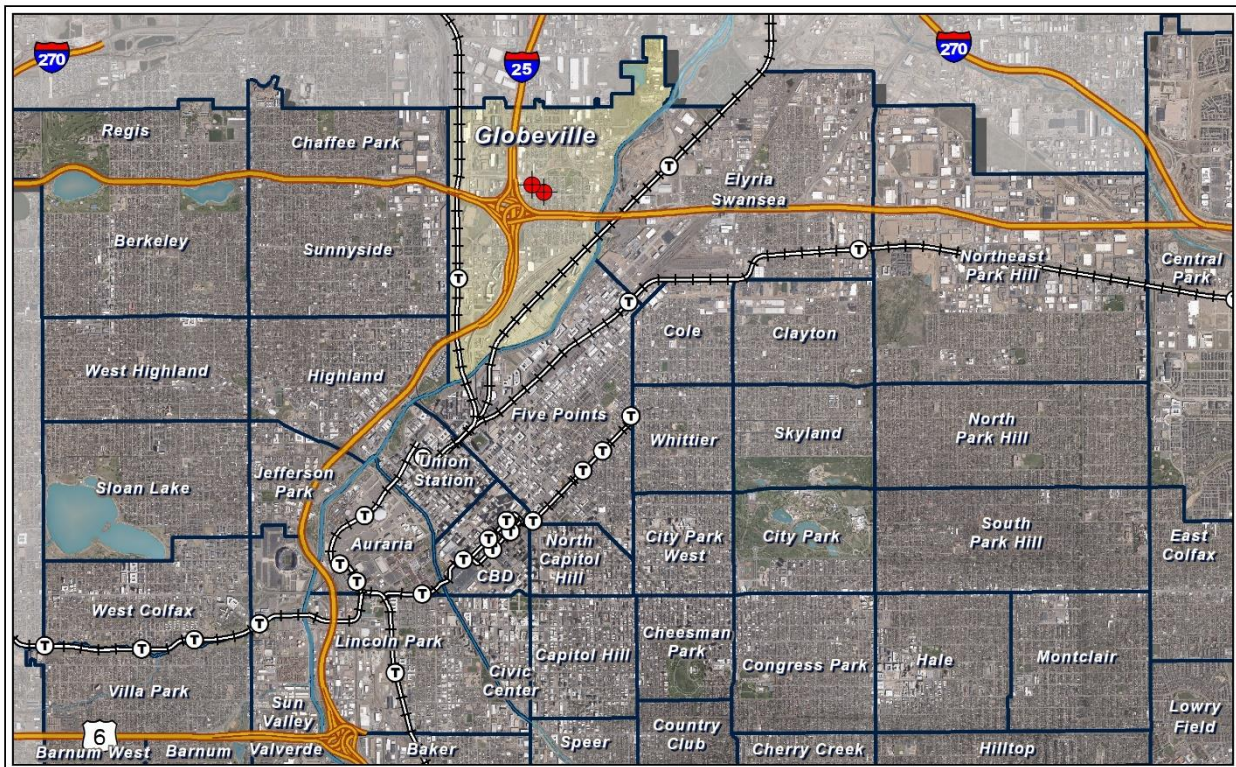 270
25
270
Regis
Chaffee Park
Globeville
Elyria
Swansea
Berkeley
Sunnyside
Northeast
Park Hill
Central
Park
T
T
T
T
Cole
Clayton
West Highland
Highland
Five Points
T
Whittier
Skyland
North
Park Hill
Sloan Lake
Jefferson
Park
T
Union
Station
T
T
T
Auraria
T
T
T
T
T
T
T
CBD
North
Capitol
Hill
City Park
West
City Park
South
Park Hill
East
Colfax
T
T
T
West Colfax
T
T
T
T
Lincoln Park
T
Civic
Center
Capitol Hill
Cheesman
Park
Congress Park
Hale
Montclair
Villa Park
Sun
Valley
Lowry
Field
6
Barnum West
Barnum
Valverde
Baker
Speer
Country
Club
Cherry Creek
Hilltop